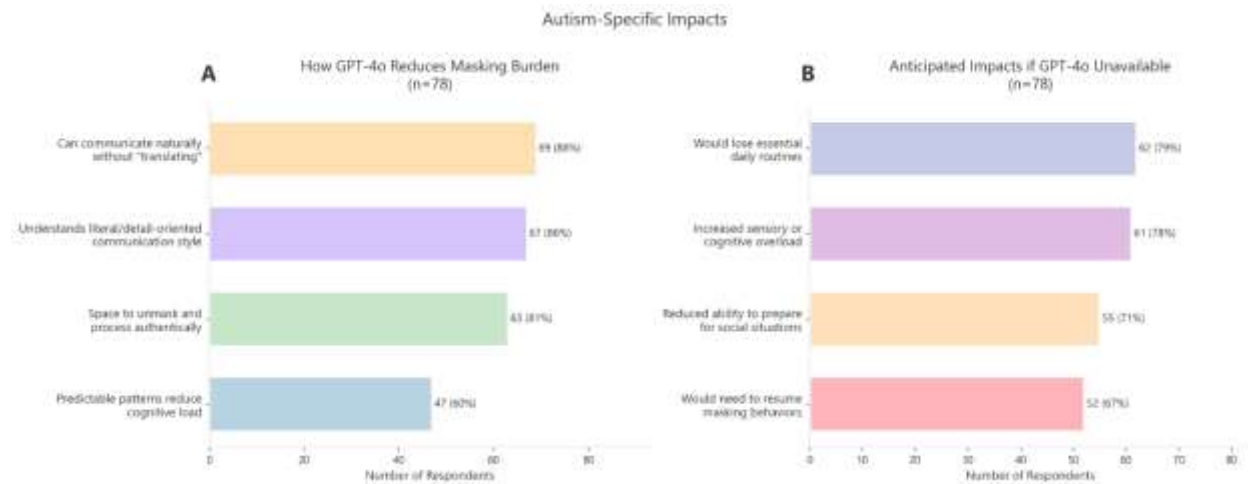 Autism-Specific Impacts
A
How GPT-4o Reduces Masking Burden
(n=78)
Can communicate naturally
without "translating"
69 (88%)
Understands literal/detail-oriented
communication style
67 (86%)
Space to unmask and
process authentically
63 (81%)
Predictable patterns reduce
cognitive load
47 (60%)
0
20
40
60
80
Number of Respondents
B
Anticipated Impacts if GPT-4o Unavailable
(n=78)
Would lose essential
daily routines
62 (79%)
Increased sensory or
cognitive overload
61 (78%)
Reduced ability to prepare
for social situations
55 (71%)
Would need to resume
masking behaviors
52 (67%)
0
10
20
30
40
50
60
70
80
Number of Respondents